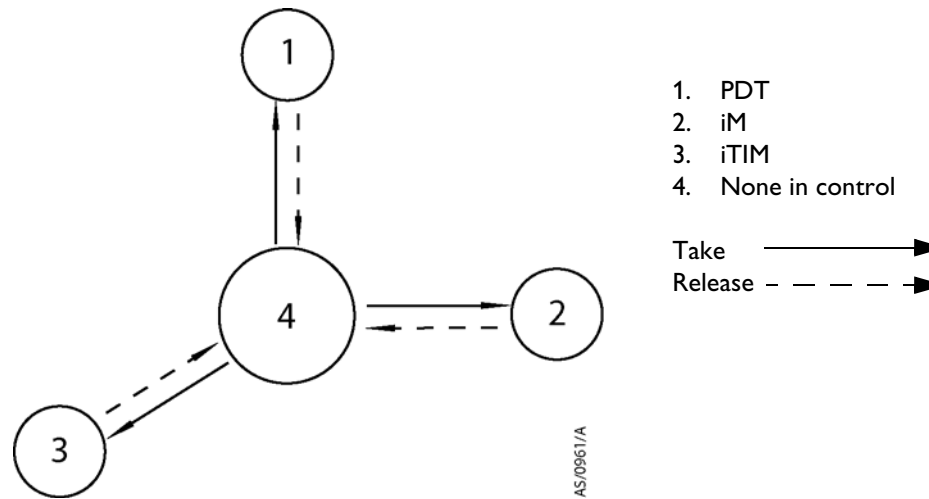 1
1. PDT
2. iM
3. iTIM
4. None in control
Take
Release
4
2
3
AS/0961/A